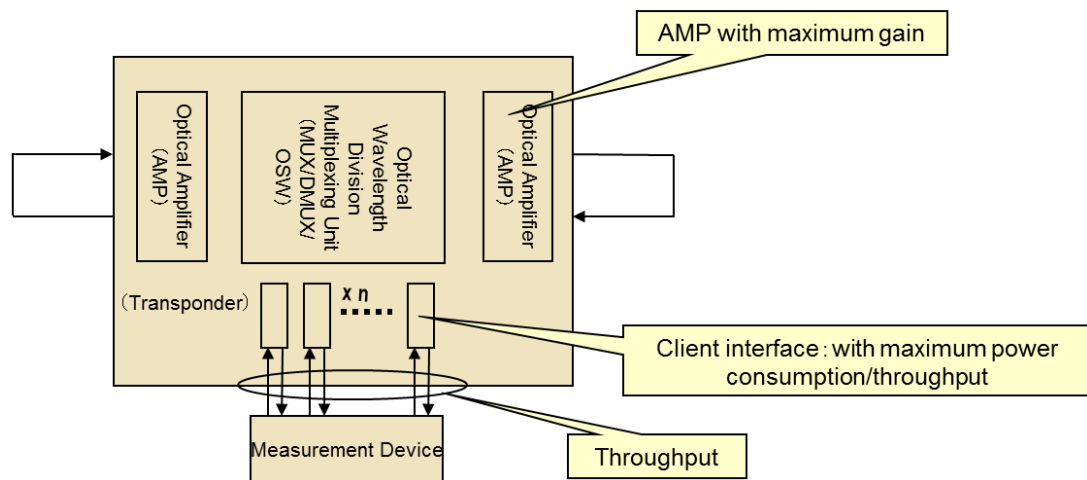 AMP with maximum gain
Optical Amplifier
（AMP）
Optical
Wavelength
Division
Multiplexing Unit
（MUX/DMUX/
OSW）
Optical Amplifier
（AMP）
（Transponder）
x n
Client interface：with maximum power
consumption/throughput
Measurement Device
Throughput